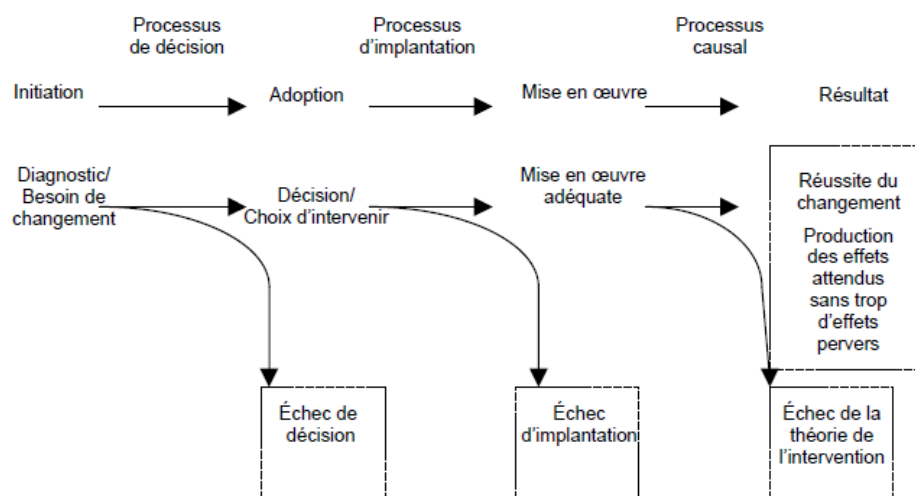 Processus
de décision
Processus
d'implantation
Processus
causal
Initiation
Adoption
Mise en œuvre
Résultat
Diagnostic/
Besoin de
changement
Décision/
Choix d'intervenir
Mise en œuvre
adéquate
Réussite du
changement
Production
des effets
attendus
sans trop
d'effets
pervers
Échec de
décision
Échec
d'implantation
Échec de la
théorie de
l'intervention